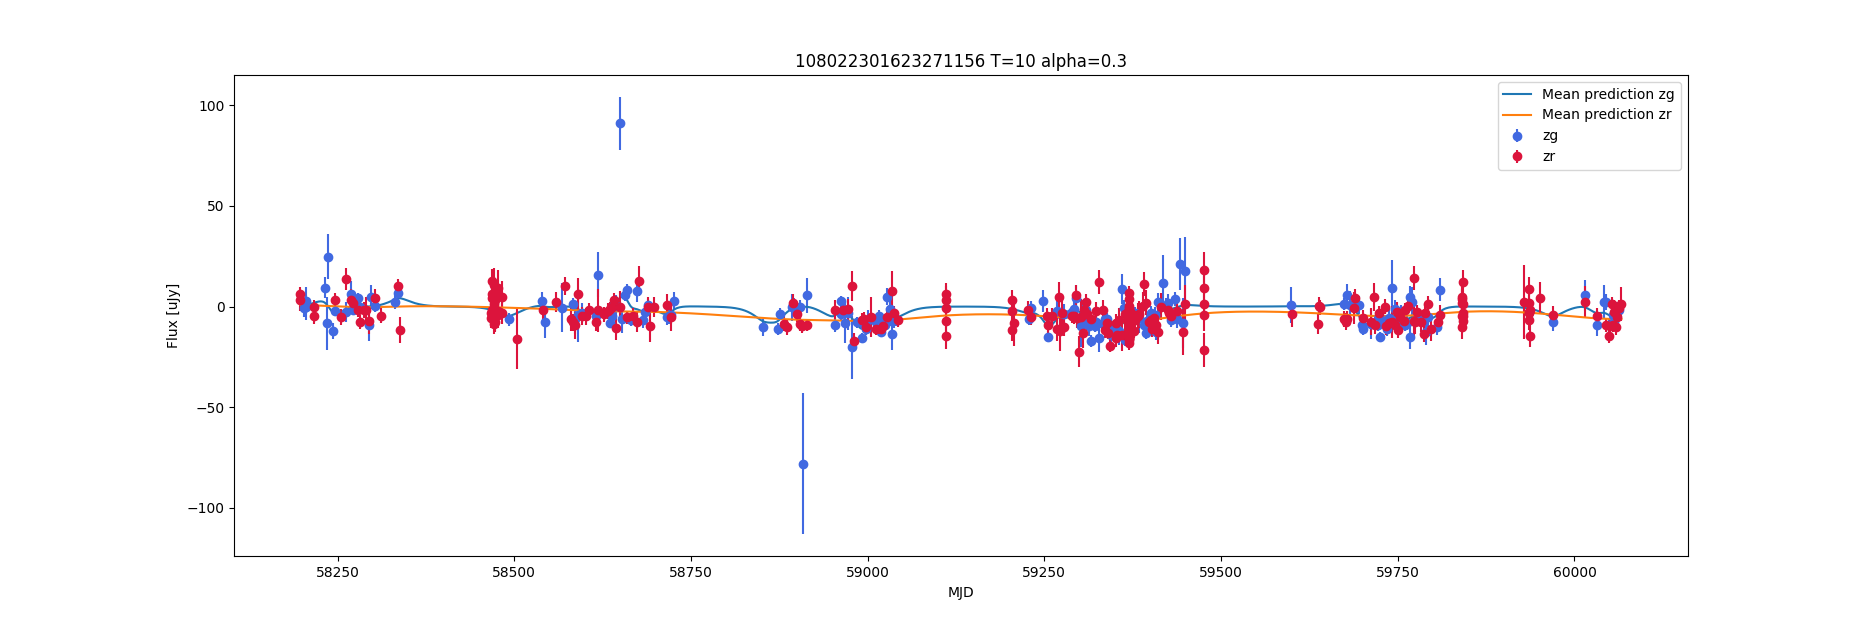 108022301623271156 T=10 alpha=0.3
Mean prediction zg
Mean prediction zr
zg
zr
Flux [uJy]
100
50
0
−50
−100
58250 58500 58750 59000 59250 59500 59750 60000
MJD